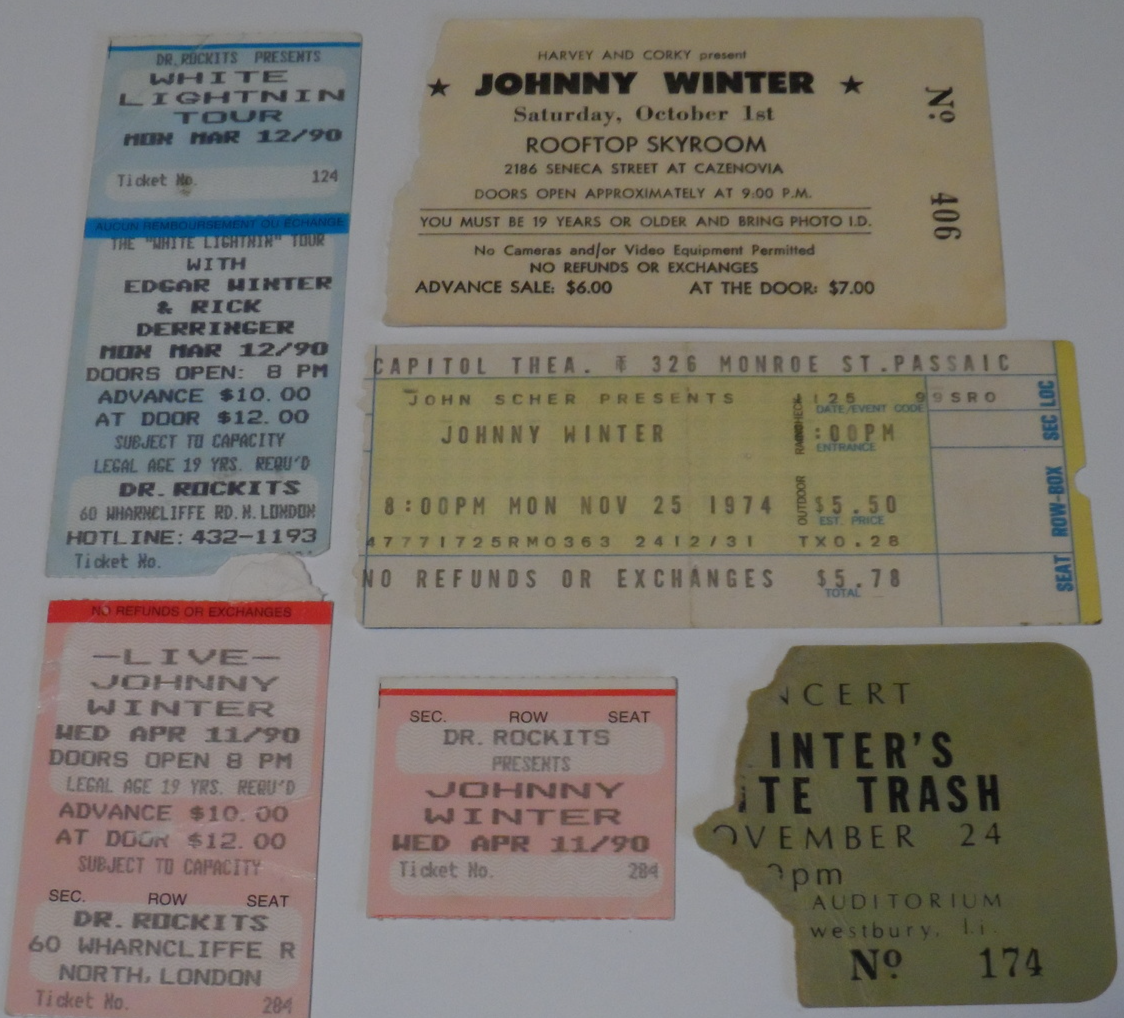 DR. ROCKITS PRESENTS
WHITE
LIGHTNIN
TOUR
MON MAR 12/90
Ticket No. 124
AUCUN REMBOURSEMENT OU ECHANGE
THE "WHITE LIGHTNIN" TOUR
WITH
EDGAR WINTER
& RICK
DERRINGER
MON MAR 12/90
DOORS OPEN: 8 PM
ADVANCE $10.00
AT DOOR $12.00
SUBJECT TO CAPACITY
LEGAL AGE 19 YRS. REQU'D
DR. ROCKITS
60 WHARNCLIFFE RD.N.LONDON
HOTLINE: 432-1193
Ticket No.
HARVEY AND CORKY present
★ JOHNNY WINTER ★
Saturday, October 1st
ROOFTOP SKYROOM
2186 SENECA STREET AT CAZENOVIA
DOORS OPEN APPROXIMATELY AT 9:00 P.M.
YOU MUST BE 19 YEARS OR OLDER AND BRING PHOTO I.D.
No Cameras and/or Video Equipment Permitted
NO REFUNDS OR EXCHANGES
ADVANCE SALE: $6.00 AT THE DOOR: $7.00
Nº 406
CAPITOL THEA. 326 MONROE ST.PASSAIC
JOHN SCHER PRESENTS 1125 99SRO
DATE/EVENT CODE
JOHNNY WINTER :00PM
ENTRANCE
8:00PM MON NOV 25 1974 $5.50
EST. PRICE
47771725RM0363 2412/31 TX0.28
NO REFUNDS OR EXCHANGES $5.78
TOTAL
OUTDOOR
SEAT ROW-BOX SEC LOC
NO REFUNDS OR EXCHANGES
-LIVE-
JOHNNY
WINTER
WED APR 11/90
DOORS OPEN 8 PM
LEGAL AGE 19 YRS. REQU'D
ADVANCE $10.00
AT DOOR $12.00
SUBJECT TO CAPACITY
SEC. ROW SEAT
DR. ROCKITS
60 WHARNCLIFFE R
NORTH, LONDON
Ticket No. 204
SEC. ROW SEAT
DR. ROCKITS
PRESENTS
JOHNNY
WINTER
WED APR 11/90
Ticket No. 204
NCERT
INTER'S
ITE TRASH
OVEMBER 24
pm
AUDITORIUM
westbury, l.i.
Nº 174